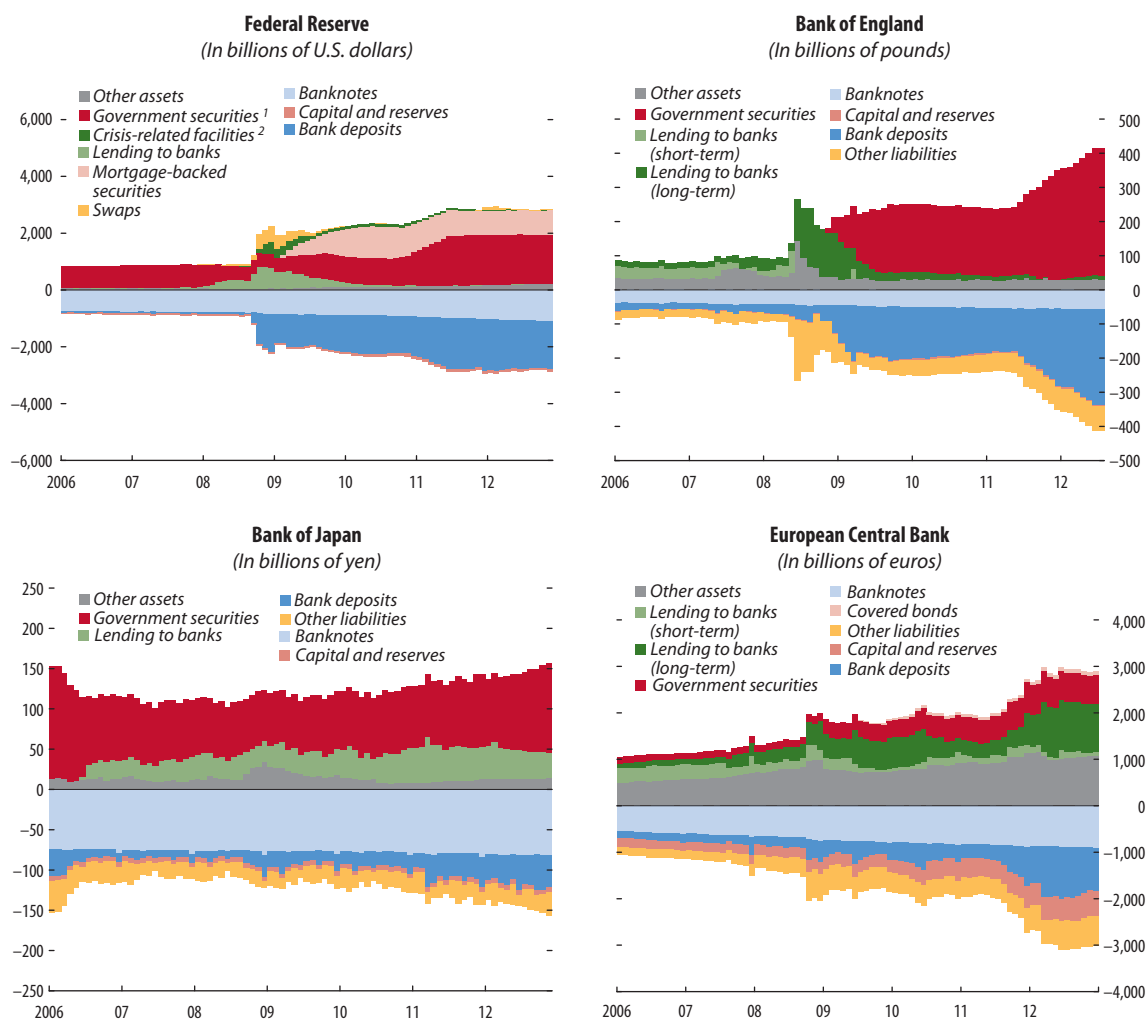 Federal Reserve
(In billions of U.S. dollars)
Other assets
Government securities 1
Crisis-related facilities 2
Lending to banks
Mortgage-backed
securities
Swaps
Banknotes
Capital and reserves
Bank deposits
6,000
4,000
2,000
0
–2,000
–4,000
–6,000
2006 07 08 09 10 11 12
Bank of England
(In billions of pounds)
Other assets
Government securities
Lending to banks
(short-term)
Lending to banks
(long-term)
Banknotes
Capital and reserves
Bank deposits
Other liabilities
500
400
300
200
100
0
–100
–200
–300
–400
–500
2006 07 08 09 10 11 12
Bank of Japan
(In billions of yen)
Other assets
Government securities
Lending to banks
Bank deposits
Other liabilities
Banknotes
Capital and reserves
250
200
150
100
50
0
–50
–100
–150
–200
–250
2006 07 08 09 10 11 12
European Central Bank
(In billions of euros)
Other assets
Lending to banks
(short-term)
Lending to banks
(long-term)
Government securities
Banknotes
Covered bonds
Other liabilities
Capital and reserves
Bank deposits
4,000
3,000
2,000
1,000
0
–1,000
–2,000
–3,000
–4,000
2006 07 08 09 10 11 12